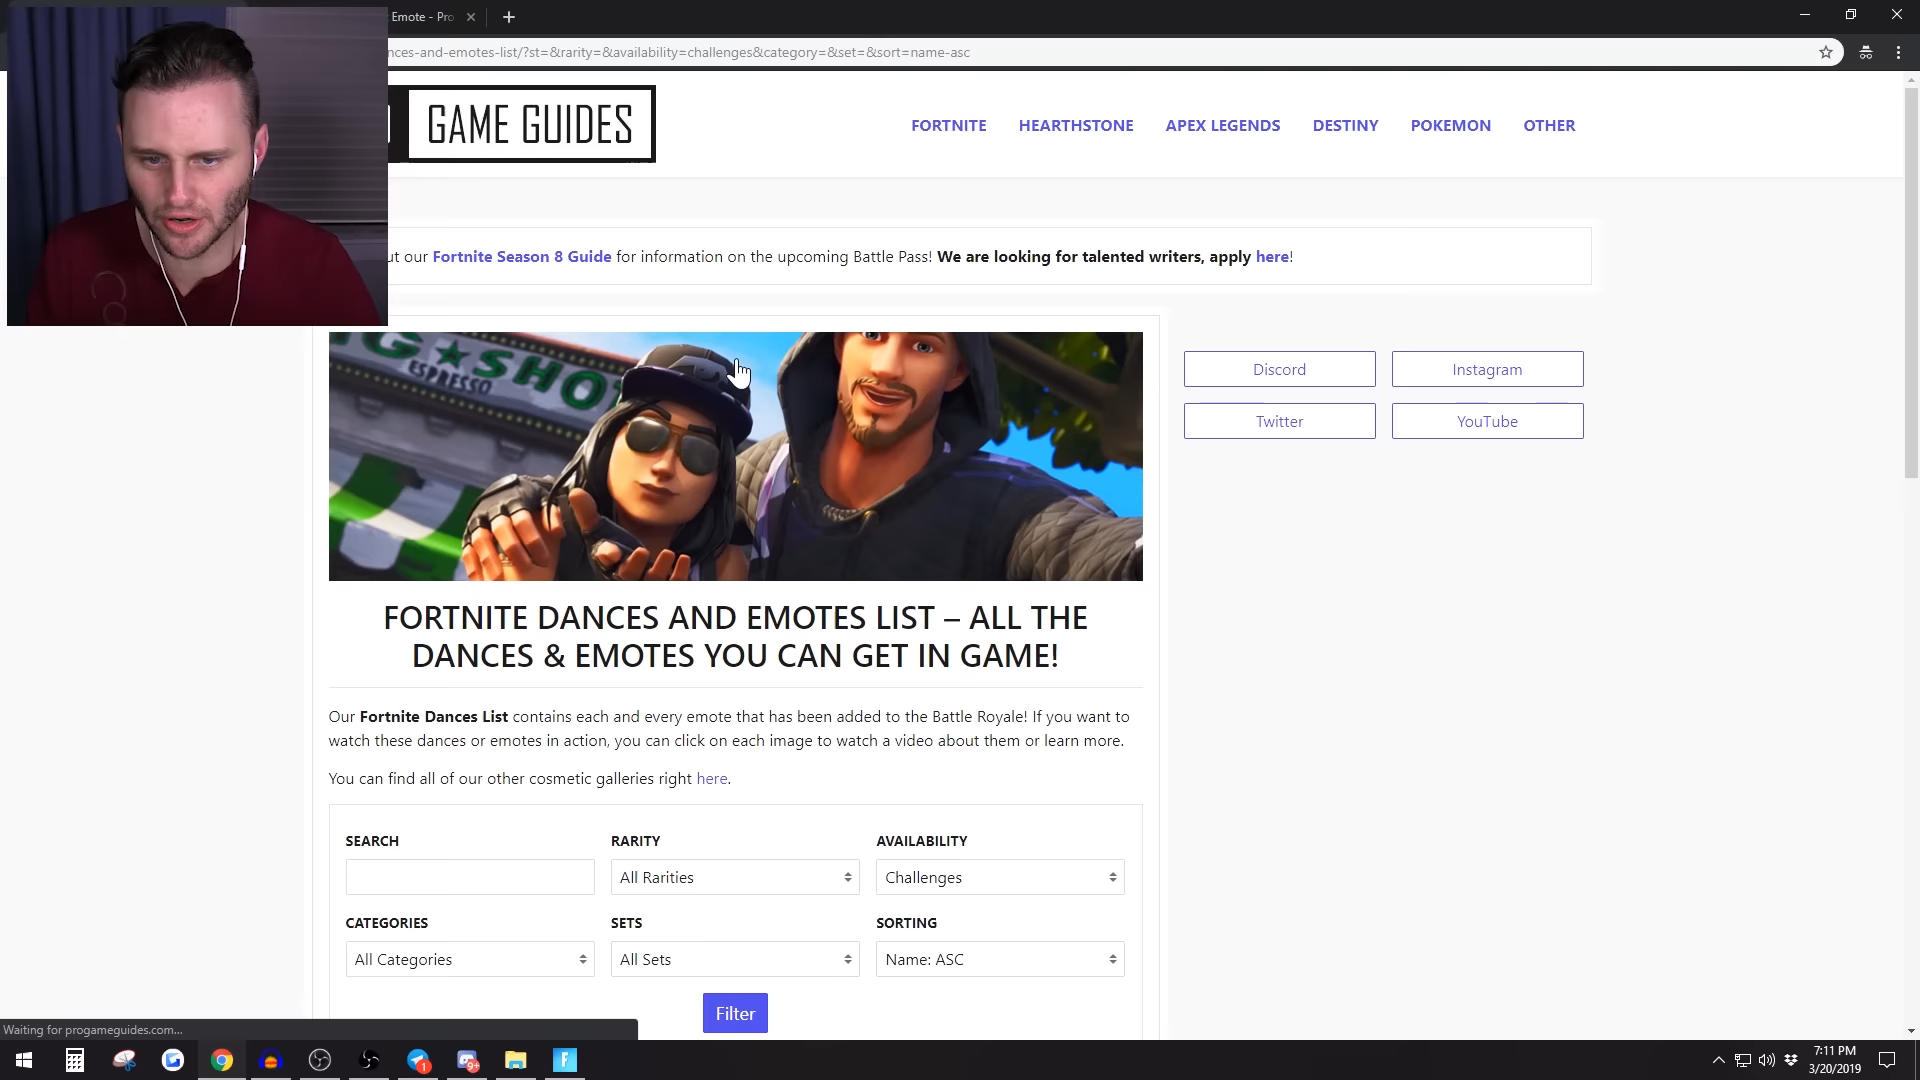 Emote - Pro
nces-and-emotes-list/?st=&rarity=&availability=challenges&category=&set=&sort=name-asc
GAME GUIDES
FORTNITE
HEARTHSTONE
APEX LEGENDS
DESTINY
POKEMON
OTHER
ut our Fortnite Season 8 Guide for information on the upcoming Battle Pass! We are looking for talented writers, apply here!
G★SHOT
ESPRESSO
Discord
Instagram
Twitter
YouTube
FORTNITE DANCES AND EMOTES LIST – ALL THE
DANCES & EMOTES YOU CAN GET IN GAME!
Our Fortnite Dances List contains each and every emote that has been added to the Battle Royale! If you want to
watch these dances or emotes in action, you can click on each image to watch a video about them or learn more.
You can find all of our other cosmetic galleries right here.
SEARCH
RARITY
AVAILABILITY
All Rarities
Challenges
CATEGORIES
SETS
SORTING
All Categories
All Sets
Name: ASC
Filter
Waiting for progameguides.com...
1
9+
F
7:11 PM
3/20/2019